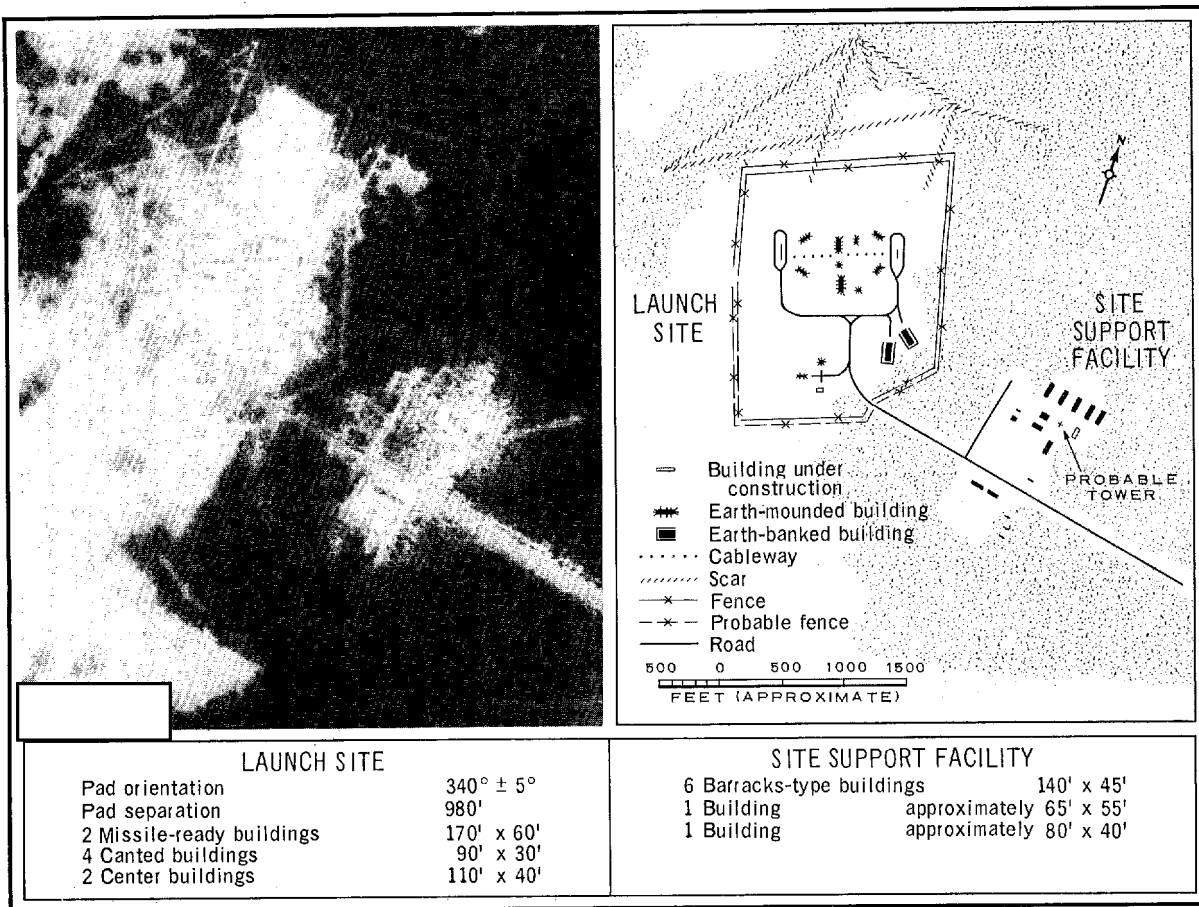 N
LAUNCH
SITE
SITE
SUPPORT
FACILITY
PROBABLE
TOWER
Building under
construction
Earth-mounded building
Earth-banked building
Cableway
Scar
Fence
Probable fence
Road
500 0 500 1000 1500
FEET (APPROXIMATE)
LAUNCH SITE
Pad orientation 340° ± 5°
Pad separation 980'
2 Missile-ready buildings 170' x 60'
4 Canted buildings 90' x 30'
2 Center buildings 110' x 40'
SITE SUPPORT FACILITY
6 Barracks-type buildings 140' x 45'
1 Building approximately 65' x 55'
1 Building approximately 80' x 40'